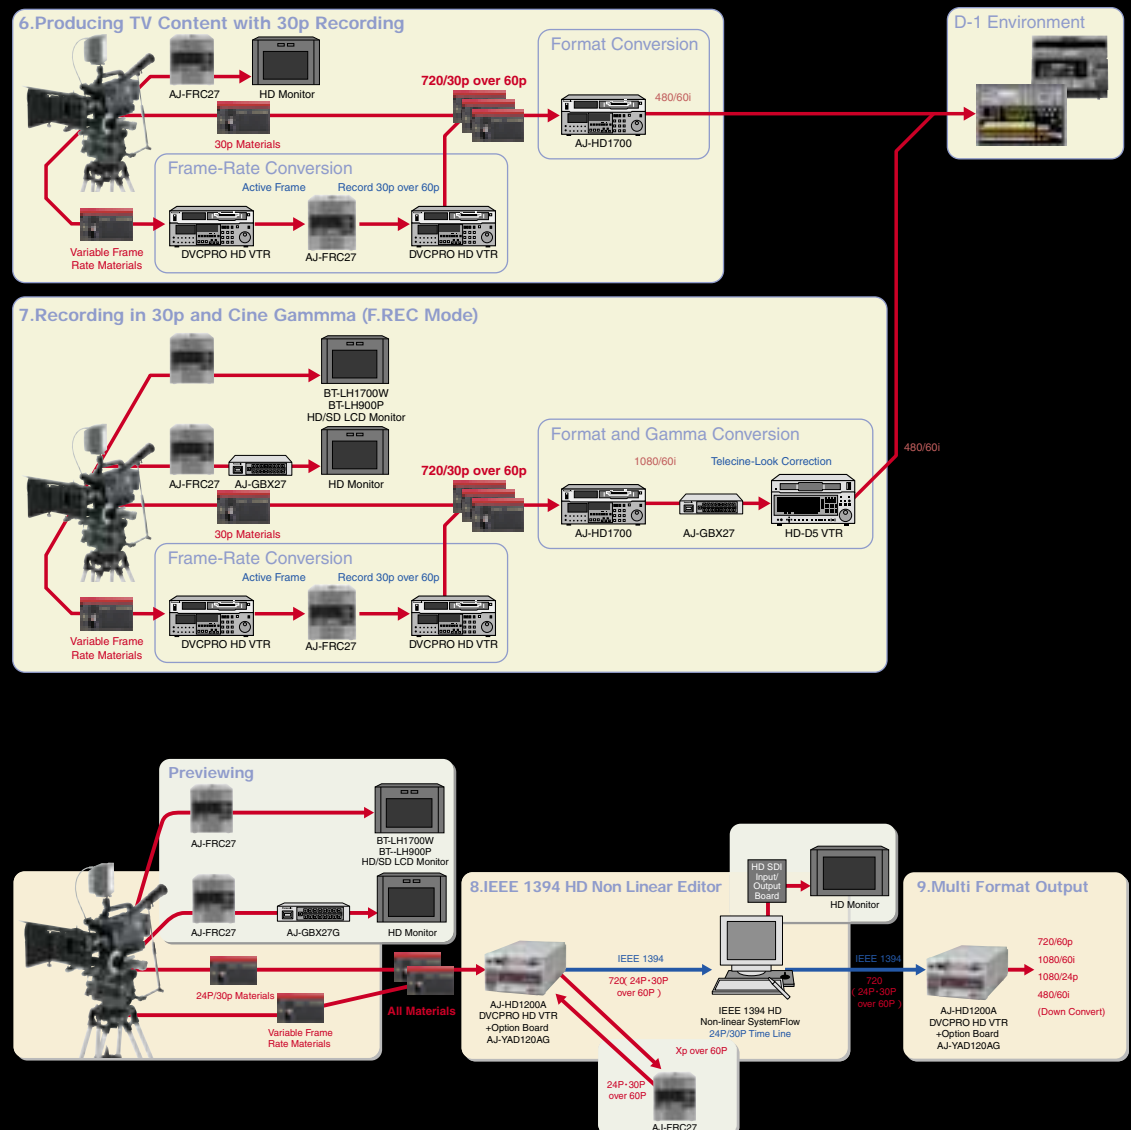 6.Producing TV Content with 30p Recording
AJ-FRC27
HD Monitor
30p Materials
720/30p over 60p
Format Conversion
AJ-HD1700
480/60i
D-1 Environment
Frame-Rate Conversion
Active Frame
Record 30p over 60p
Variable Frame
Rate Materials
DVCPRO HD VTR
AJ-FRC27
DVCPRO HD VTR
7.Recording in 30p and Cine Gammma (F.REC Mode)
BT-LH1700W
BT-LH900P
HD/SD LCD Monitor
AJ-FRC27
AJ-GBX27
HD Monitor
30p Materials
720/30p over 60p
Format and Gamma Conversion
1080/60i
Telecine-Look Correction
AJ-HD1700
AJ-GBX27
HD-D5 VTR
480/60i
Frame-Rate Conversion
Active Frame
Record 30p over 60p
Variable Frame
Rate Materials
DVCPRO HD VTR
AJ-FRC27
DVCPRO HD VTR
Previewing
AJ-FRC27
BT-LH1700W
BT--LH900P
HD/SD LCD Monitor
AJ-FRC27
AJ-GBX27G
HD Monitor
24P/30p Materials
Variable Frame
Rate Materials
All Materials
8.IEEE 1394 HD Non Linear Editor
AJ-HD1200A
DVCPRO HD VTR
+Option Board
AJ-YAD120AG
IEEE 1394
720( 24P·30P
over 60P )
HD SDI
Input/
Output
Board
HD Monitor
IEEE 1394 HD
Non-linear SystemFlow
24P/30P Time Line
Xp over 60P
24P·30P
over 60P
AJ-FRC27
IEEE 1394
720
( 24P·30P
over 60P )
9.Multi Format Output
AJ-HD1200A
DVCPRO HD VTR
+Option Board
AJ-YAD120AG
720/60p
1080/60i
1080/24p
480/60i
(Down Convert)